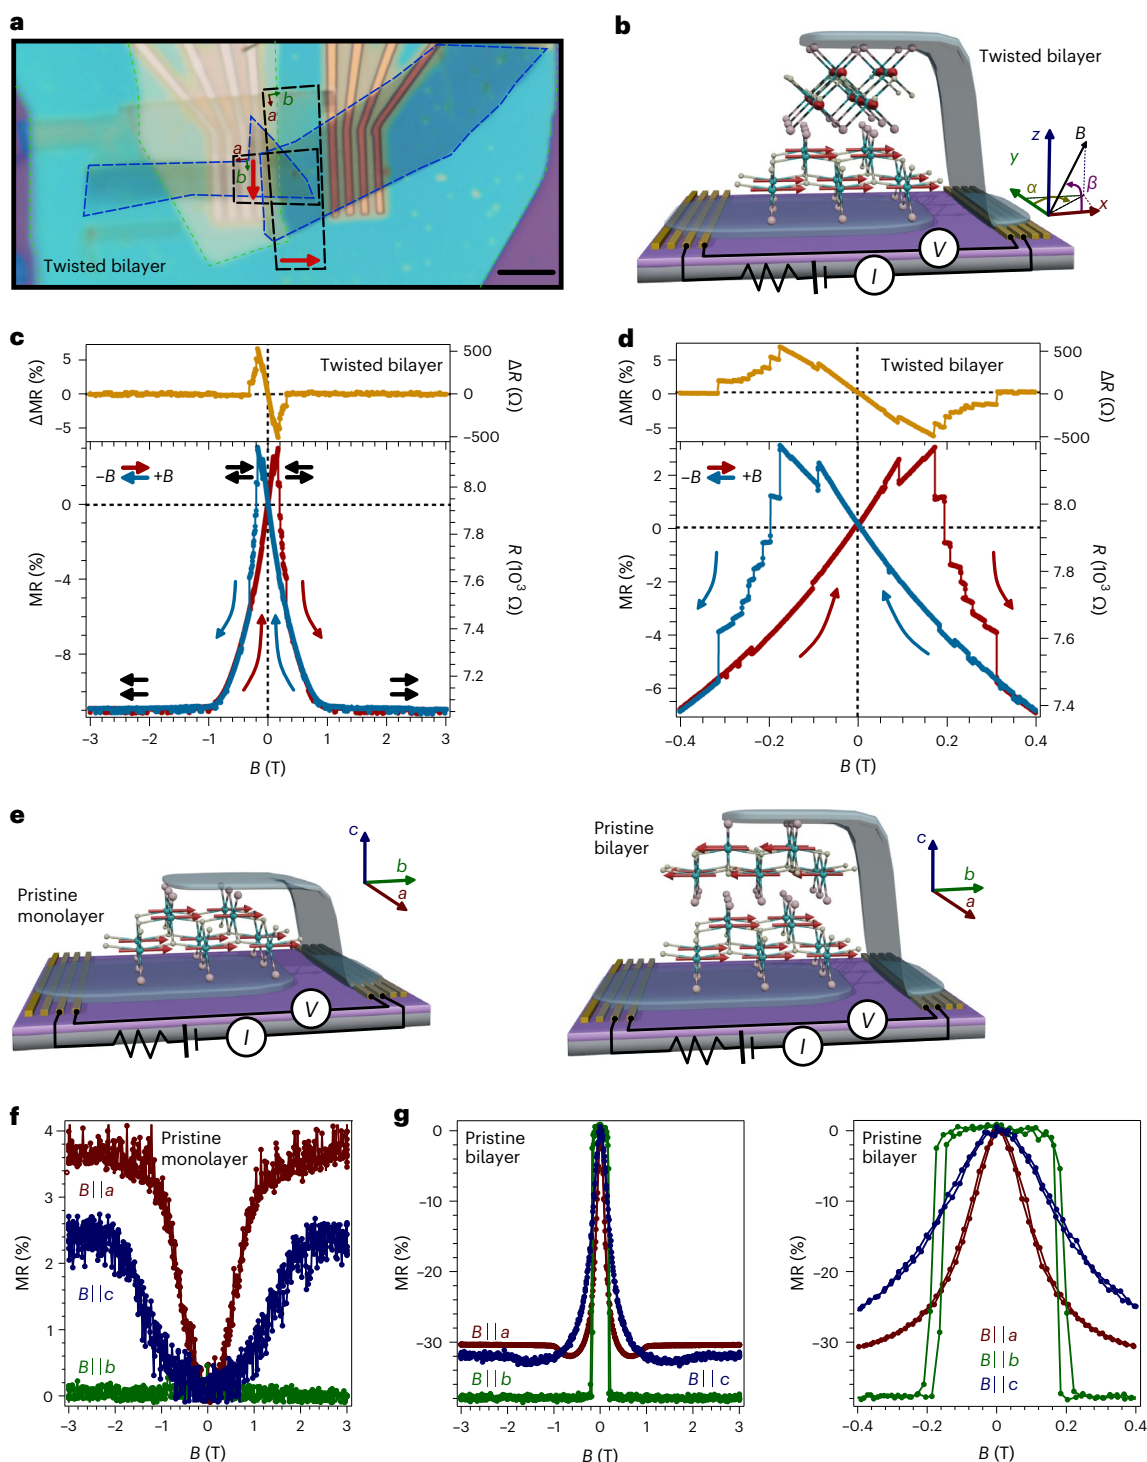 a
b
a
a
b
b
Twisted bilayer
b
Twisted bilayer
z
B
y
α
β
x
V
I
c
Twisted bilayer
ΔMR (%)
5
0
−5
500
0
−500
ΔR (Ω)
−B
+B
MR (%)
0
−4
−8
8.0
7.8
7.6
7.4
7.2
R (10³ Ω)
−3
−2
−1
0
1
2
3
B (T)
d
Twisted bilayer
ΔMR (%)
5
0
−5
500
0
−500
ΔR (Ω)
−B
+B
MR (%)
2
0
−2
−4
−6
8.0
7.8
7.6
7.4
R (10³ Ω)
−0.4
−0.2
0
0.2
0.4
B (T)
e
Pristine
monolayer
c
b
a
V
I
Pristine
bilayer
c
b
a
V
I
f
Pristine
monolayer
MR (%)
4
3
2
1
0
B||a
B||c
B||b
−3
−2
−1
0
1
2
3
B (T)
g
Pristine
bilayer
MR (%)
0
−10
−20
−30
B||a
B||b
B||c
−3
−2
−1
0
1
2
3
B (T)
Pristine
bilayer
MR (%)
0
−10
−20
−30
B||a
B||b
B||c
−0.4
−0.2
0
0.2
0.4
B (T)